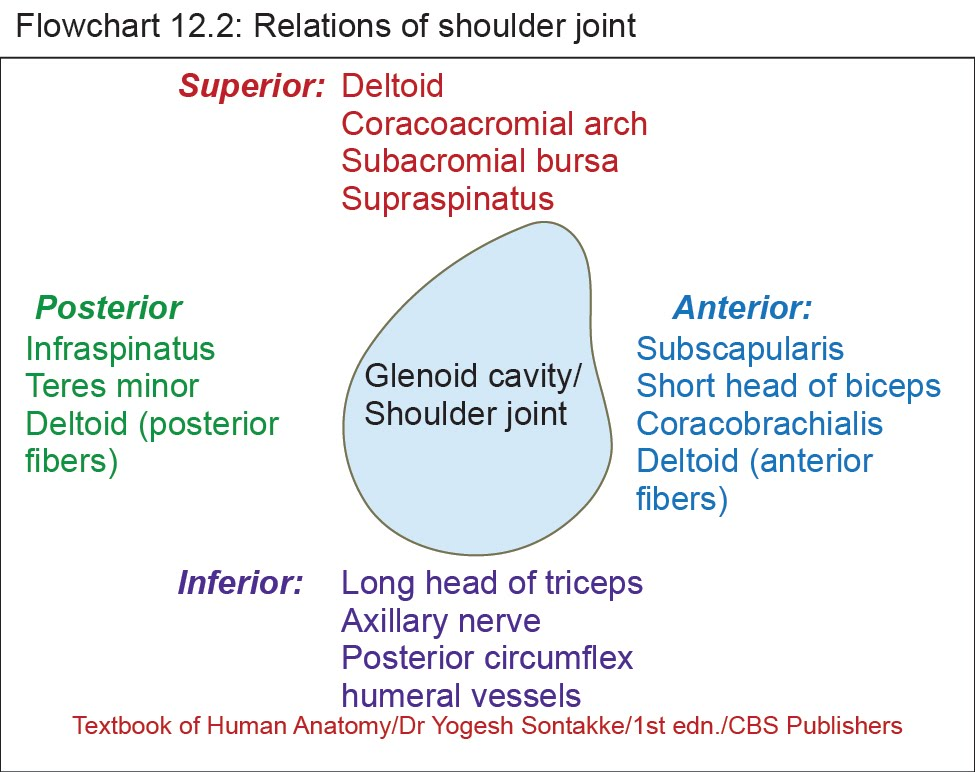 Flowchart 12.2: Relations of shoulder joint
Superior: Deltoid
Coracoacromial arch
Subacromial bursa
Supraspinatus
Posterior
Infraspinatus
Teres minor
Deltoid (posterior
fibers)
Glenoid cavity/
Shoulder joint
Anterior:
Subscapularis
Short head of biceps
Coracobrachialis
Deltoid (anterior
fibers)
Inferior: Long head of triceps
Axillary nerve
Posterior circumflex
humeral vessels
Textbook of Human Anatomy/Dr Yogesh Sontakke/1st edn./CBS Publishers